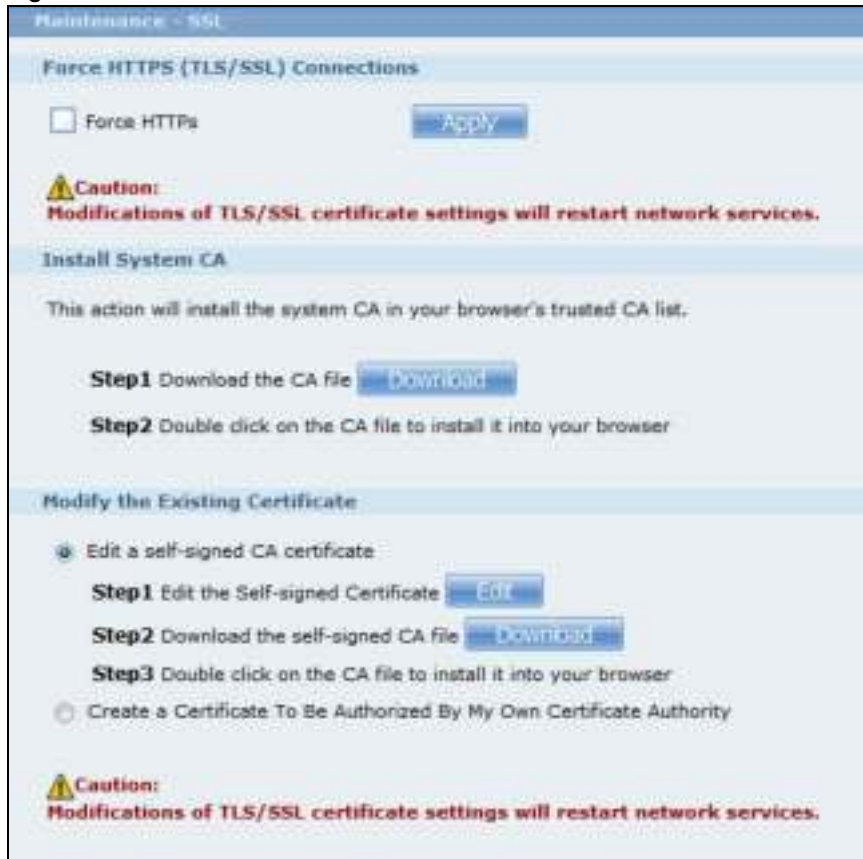 Maintenance - SSL
Force HTTPS (TLS/SSL) Connections
Force HTTPs
Apply
Caution:
Modifications of TLS/SSL certificate settings will restart network services.
Install System CA
This action will install the system CA in your browser's trusted CA list.
Step1 Download the CA file Download
Step2 Double click on the CA file to install it into your browser
Modify the Existing Certificate
Edit a self-signed CA certificate
Step1 Edit the Self-signed Certificate Edit
Step2 Download the self-signed CA file Download
Step3 Double click on the CA file to install it into your browser
Create a Certificate To Be Authorized By My Own Certificate Authority
Caution:
Modifications of TLS/SSL certificate settings will restart network services.